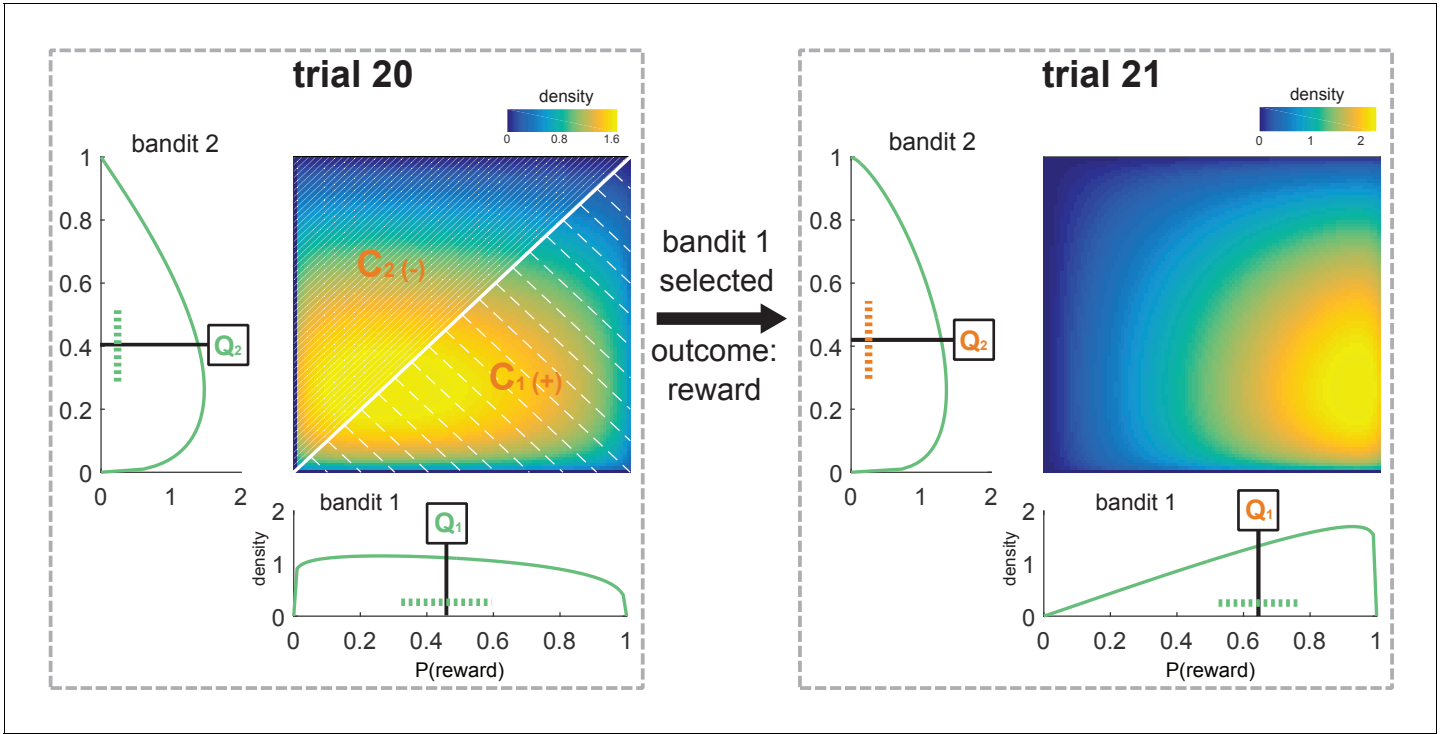 trial 20
density
0 0.8 1.6
bandit 2
1
0.8
0.6
0.4
0.2
0
0 1 2
Q2
C2 (-)
C1 (+)
bandit 1
Q1
density
2
1
0
0 0.2 0.4 0.6 0.8 1
P(reward)
bandit 1
selected
outcome:
reward
trial 21
density
0 1 2
bandit 2
1
0.8
0.6
0.4
0.2
0
0 1 2
Q2
bandit 1
Q1
density
2
1
0
0 0.2 0.4 0.6 0.8 1
P(reward)